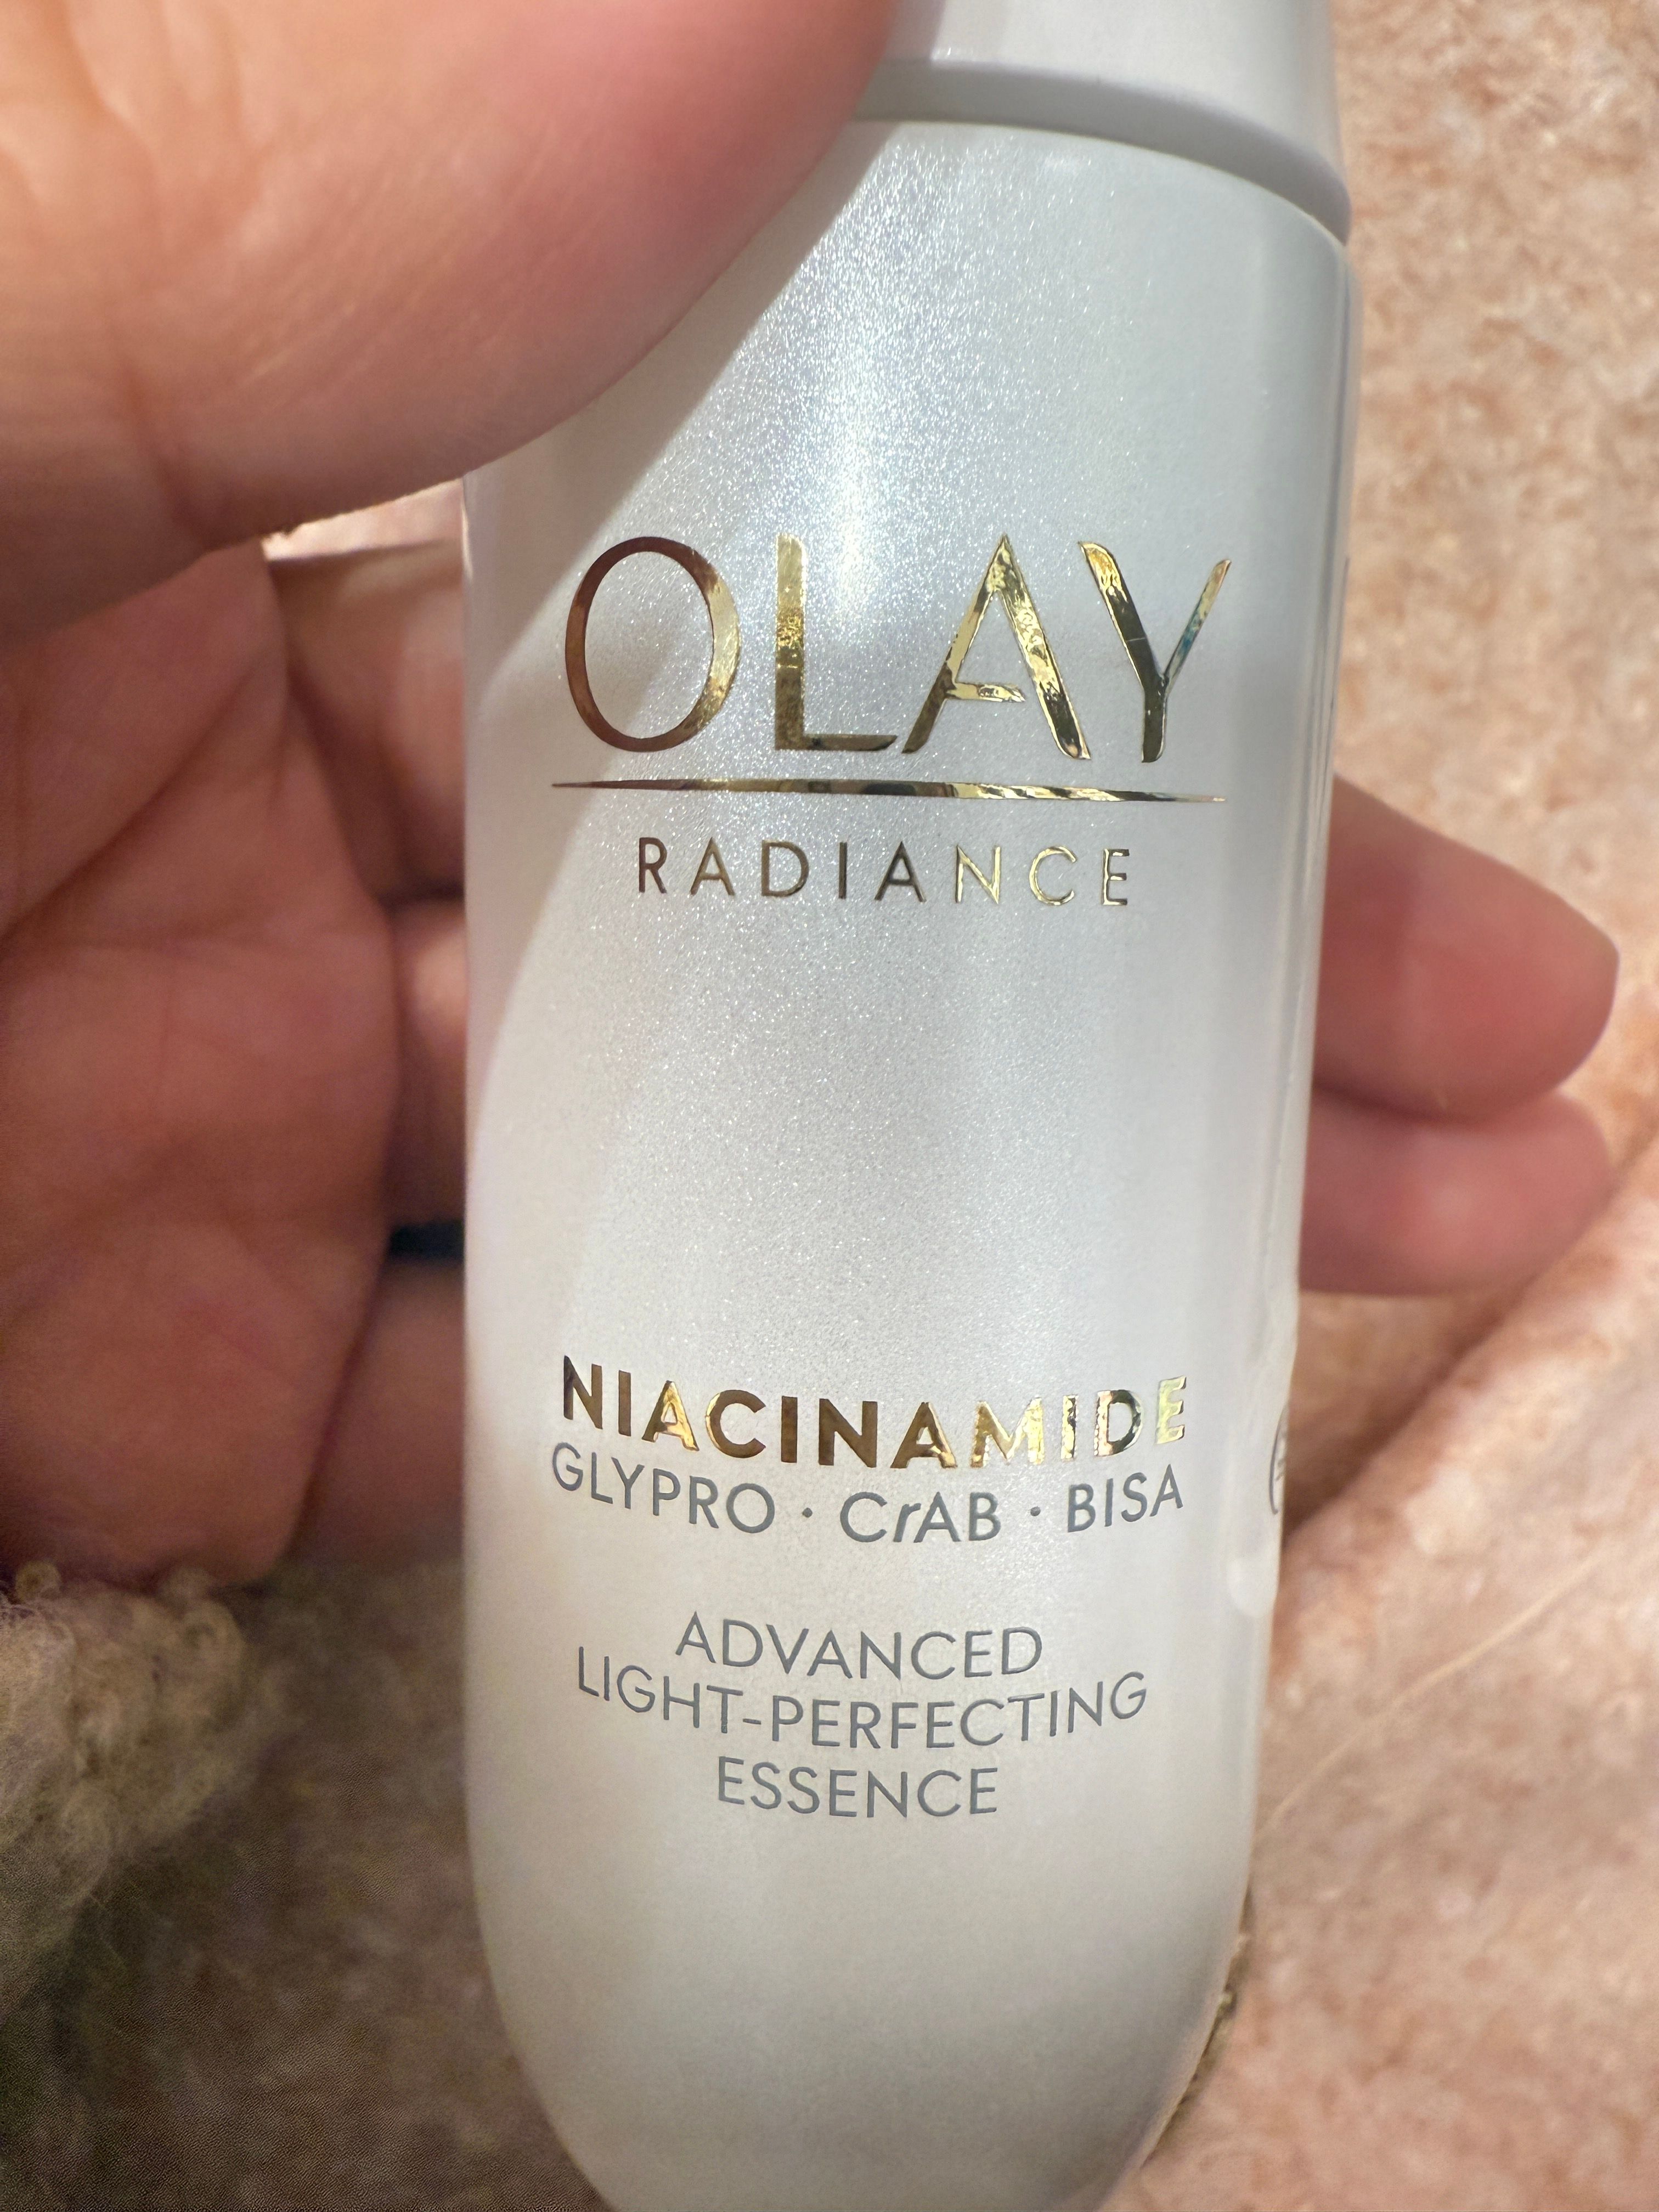 OLAY
RADIANCE
NIACINAMIDE
GLYPRO · CrAB · BISA
ADVANCED
LIGHT-PERFECTING
ESSENCE